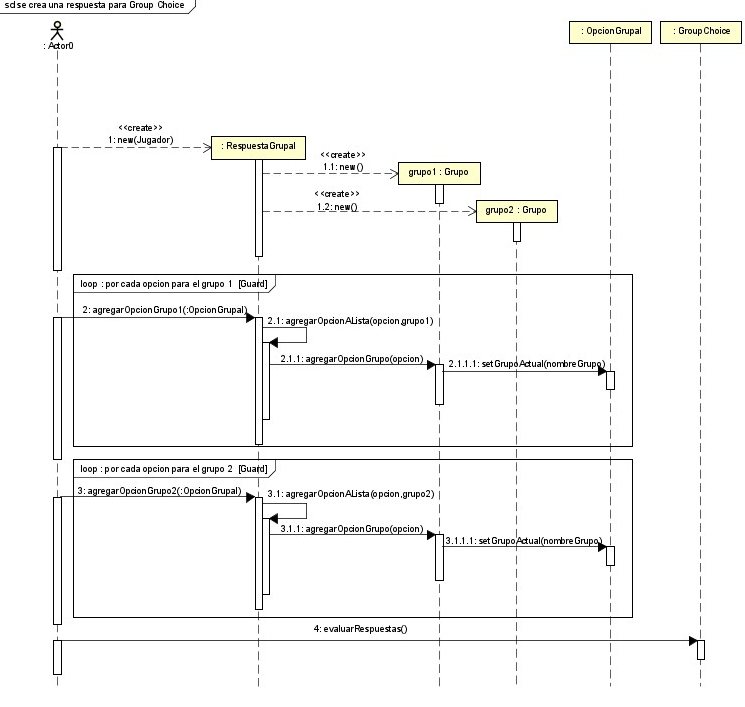 sd se crea una respuesta para Group Choice
: Actor0
: OpcionGrupal
: GroupChoice
<<create>>
1: new(Jugador)
: RespuestaGrupal
<<create>>
1.1: new()
grupo1 : Grupo
<<create>>
1.2: new()
grupo2 : Grupo
loop : por cada opcion para el grupo 1 [Guard]
2: agregarOpcionGrupo1(:OpcionGrupal)
2.1: agregarOpcionALista(opcion,grupo1)
2.1.1: agregarOpcionGrupo(opcion)
2.1.1.1: setGrupoActual(nombreGrupo)
loop : por cada opcion para el grupo 2 [Guard]
3: agregarOpcionGrupo2(:OpcionGrupal)
3.1: agregarOpcionALista(opcion,grupo2)
3.1.1: agregarOpcionGrupo(opcion)
3.1.1.1: setGrupoActual(nombreGrupo)
4: evaluarRespuestas()